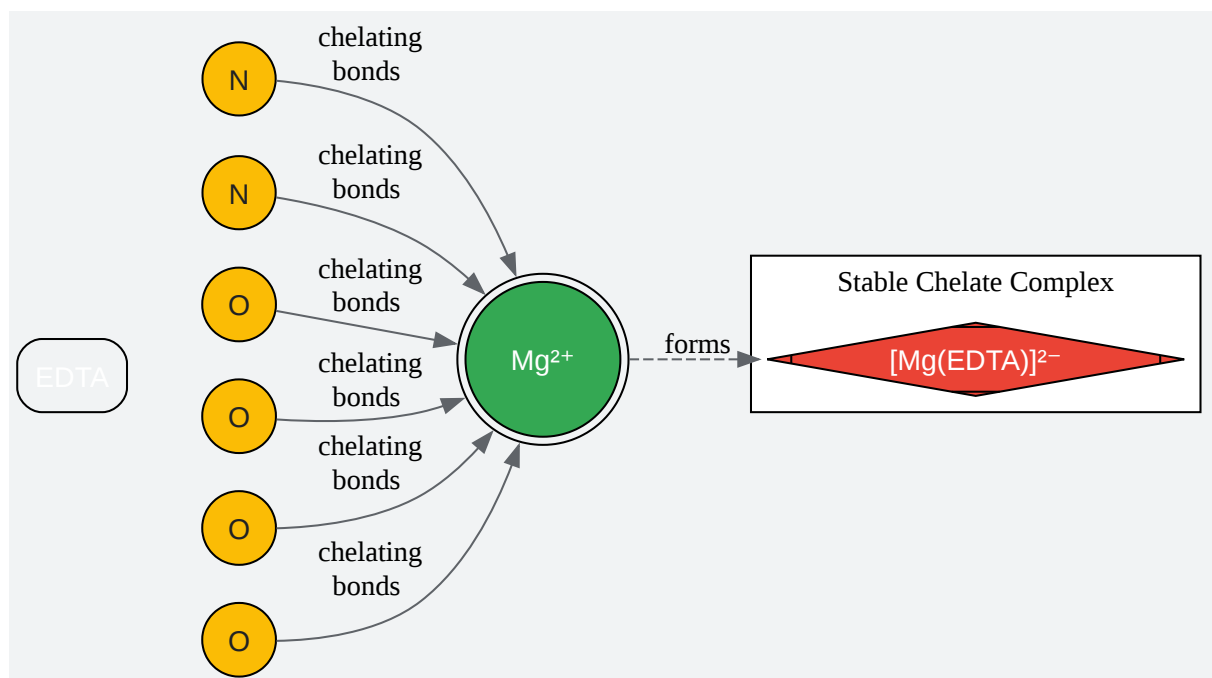 EDTA
N
N
O
O
O
O
chelating
bonds
chelating
bonds
chelating
bonds
chelating
bonds
chelating
bonds
chelating
bonds
Mg²⁺
forms
Stable Chelate Complex
[Mg(EDTA)]²⁻